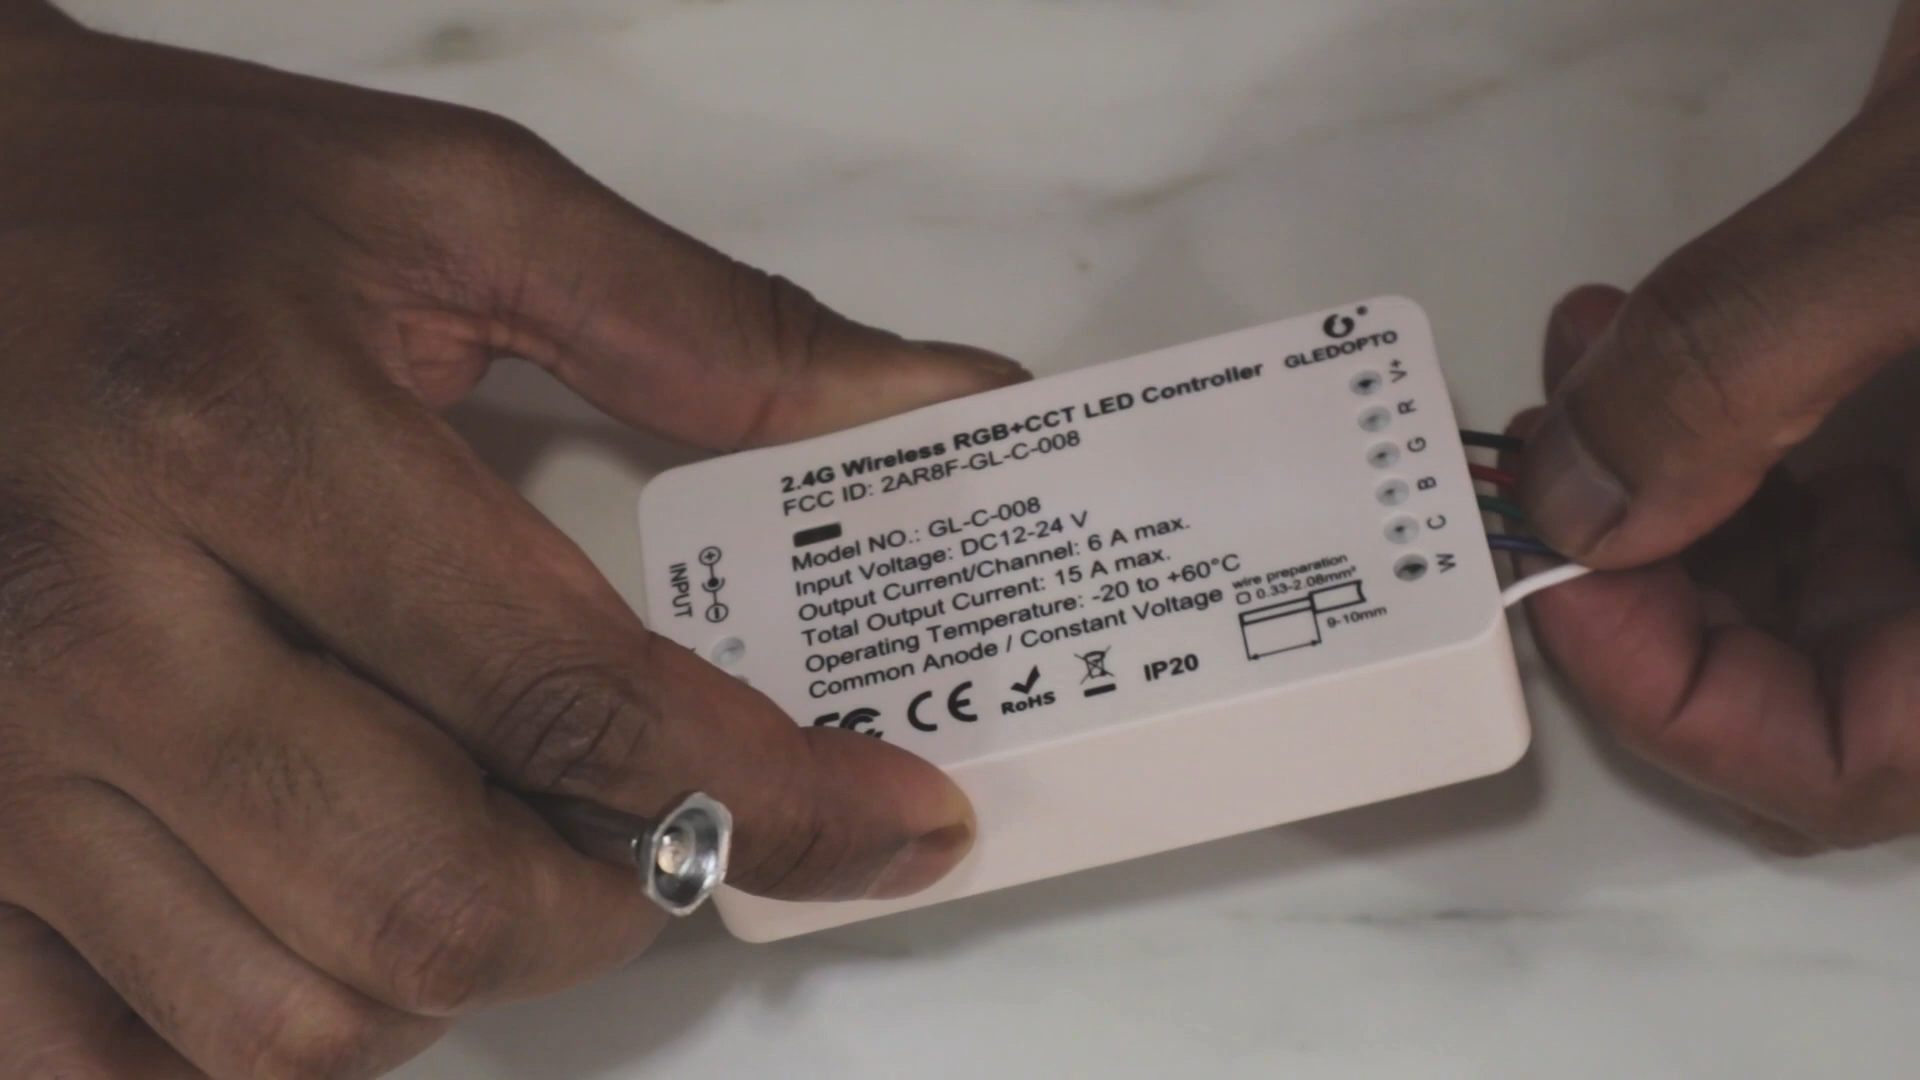 GLEDOPTO
2.4G Wireless RGB+CCT LED Controller
FCC ID: 2AR8F-GL-C-008
Model NO.: GL-C-008
Input Voltage: DC12-24 V
Output Current/Channel: 6 A max.
Total Output Current: 15 A max.
Operating Temperature: -20 to +60°C
Common Anode / Constant Voltage
CE
RoHS
IP20
wire preparation
0.33-2.08mm²
9-10mm
INPUT
V+
R
G
B
C
W